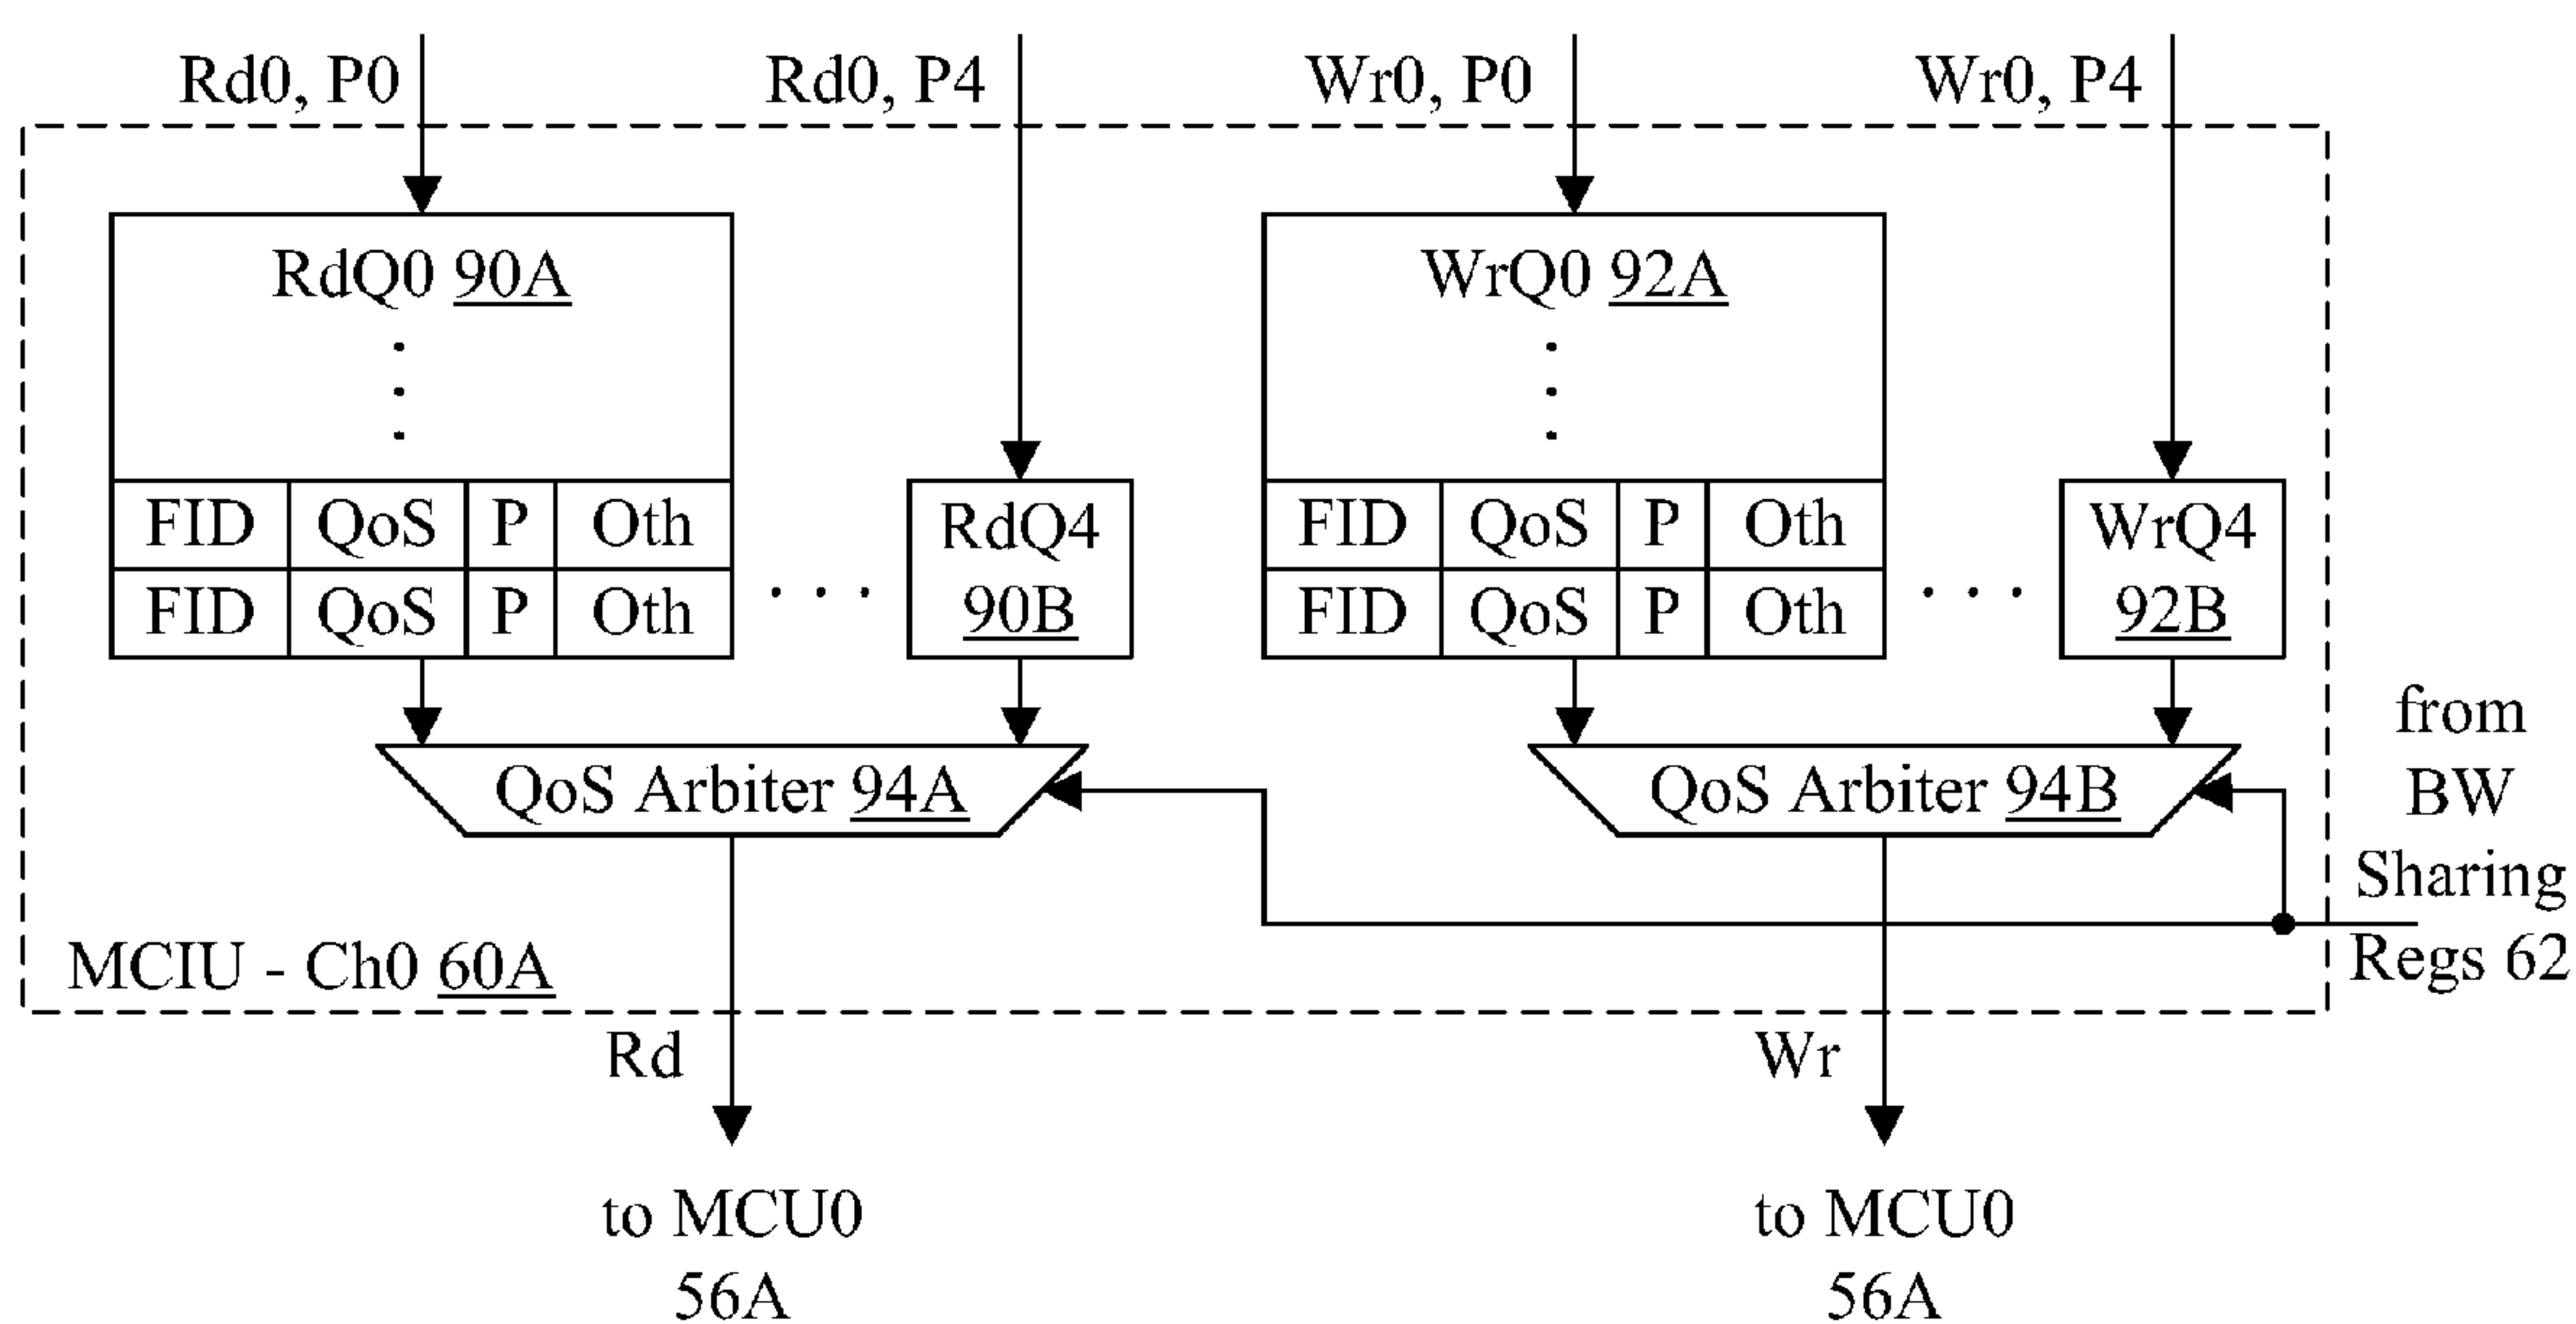 Rd0, P0
Rd0, P4
Wr0, P0
Wr0, P4
RdQ0 90A
WrQ0 92A
FID QoS P Oth
FID QoS P Oth
RdQ4
90B
FID QoS P Oth
FID QoS P Oth
WrQ4
92B
QoS Arbiter 94A
QoS Arbiter 94B
from
BW
Sharing
Regs 62
MCIU - Ch0 60A
Rd
Wr
to MCU0
56A
to MCU0
56A